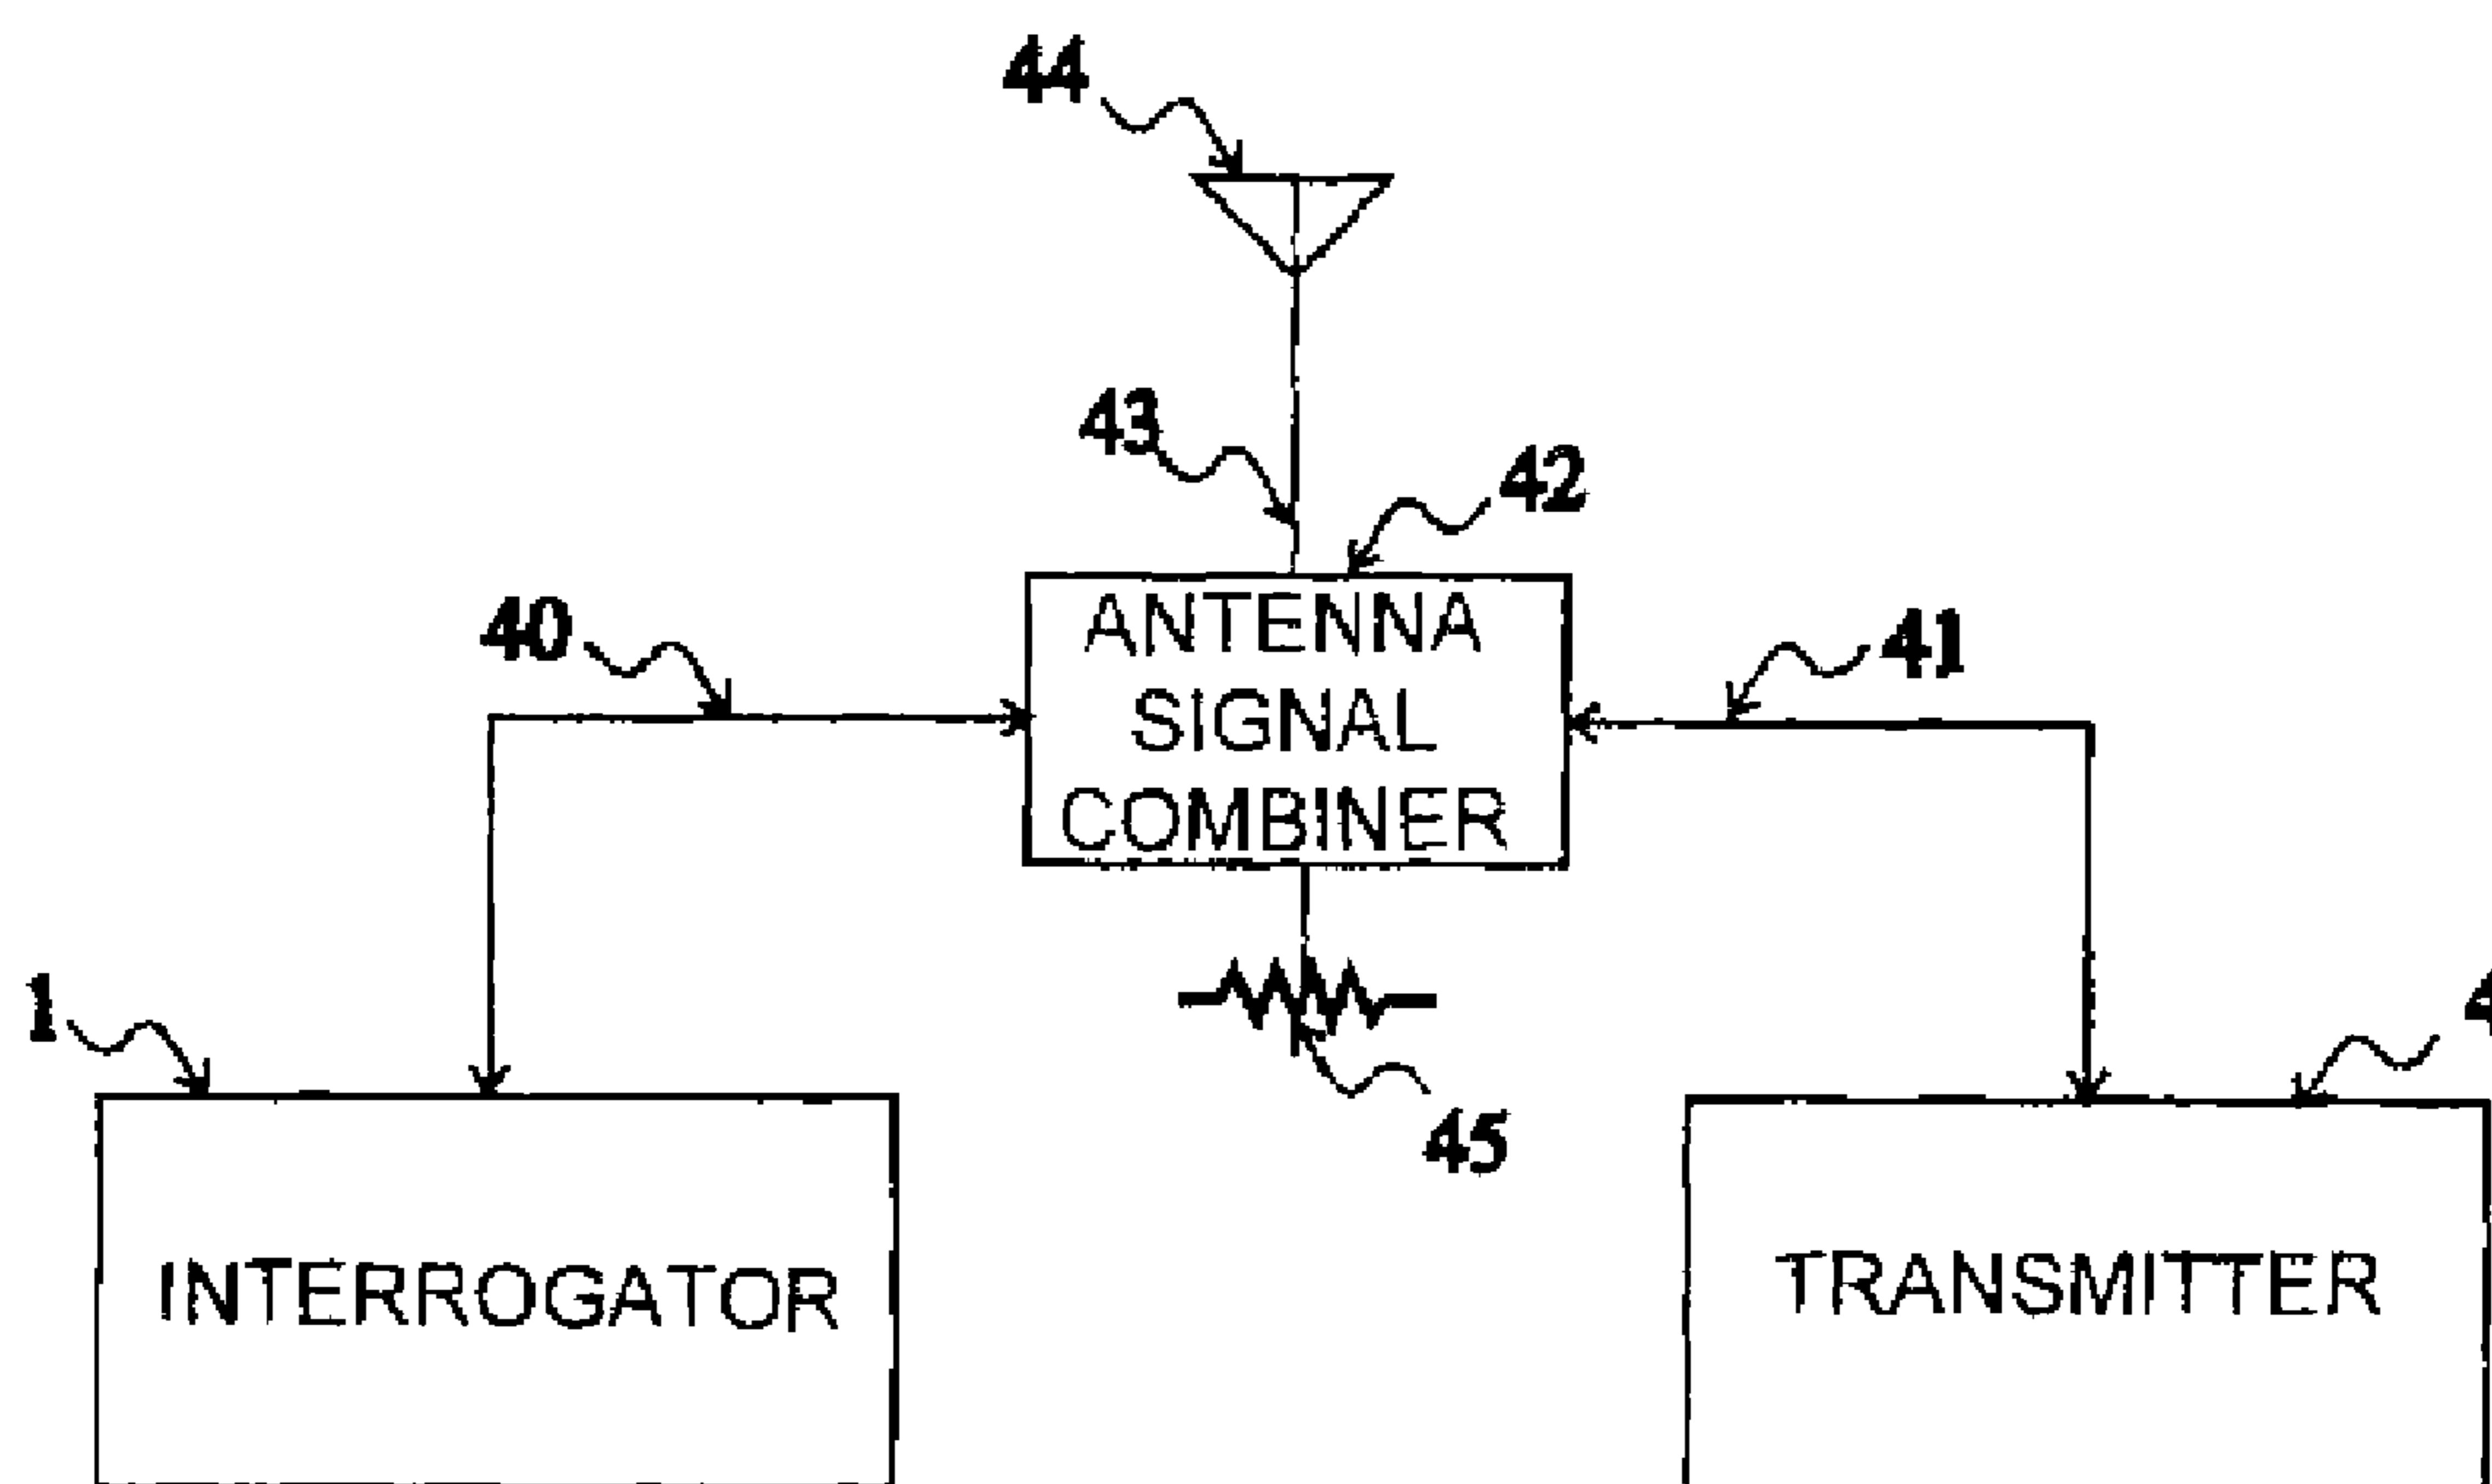 44
43
42
ANTENNA
SIGNAL
COMBINER
40
41
1
45
INTERROGATOR
TRANSMITTER